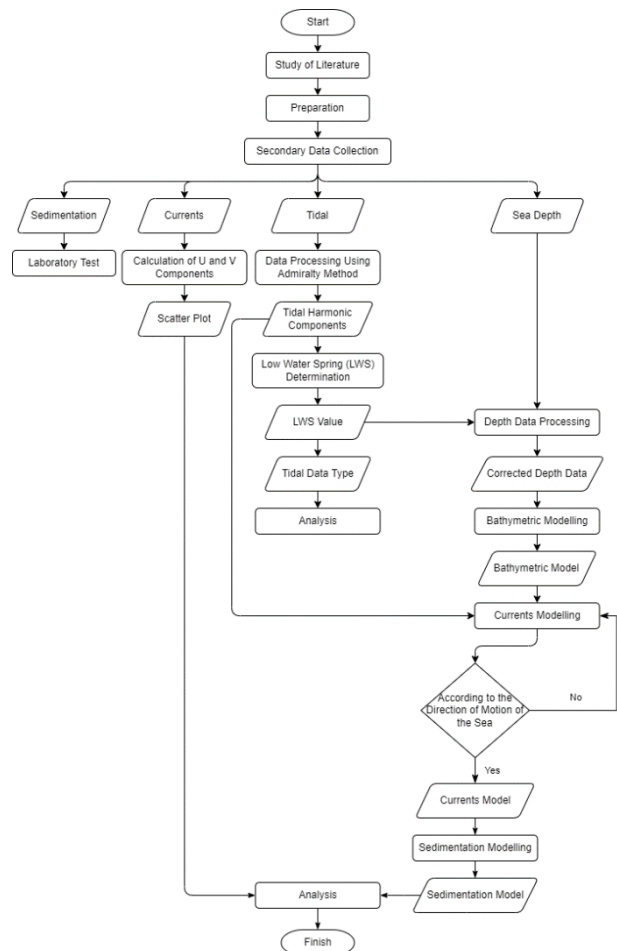 Start
Study of Literature
Preparation
Secondary Data Collection
Sedimentation
Currents
Tidal
Sea Depth
Laboratory Test
Calculation of U and V
Components
Data Processing Using
Admiralty Method
Scatter Plot
Tidal Harmonic
Components
Low Water Spring (LWS)
Determination
LWS Value
Depth Data Processing
Tidal Data Type
Corrected Depth Data
Analysis
Bathymetric Modelling
Bathymetric Model
Currents Modelling
According to the
Direction of Motion of
the Sea
No
Yes
Currents Model
Sedimentation Modelling
Analysis
Sedimentation Model
Finish